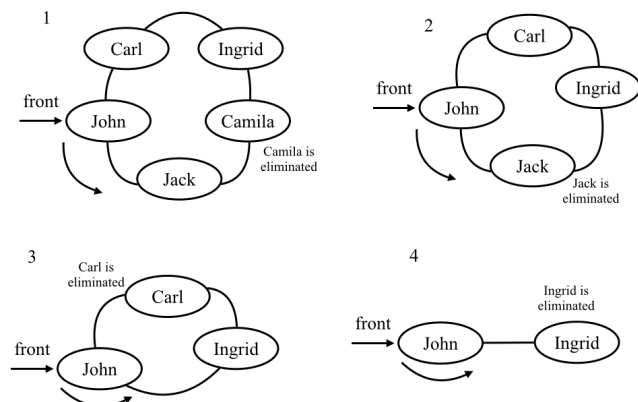 1
Carl
Ingrid
front
John
Camila
Camila is
eliminated
Jack
2
Carl
front
John
Ingrid
Jack
Jack is
eliminated
3
Carl is
eliminated
Carl
front
John
Ingrid
4
Ingrid is
eliminated
front
John
Ingrid